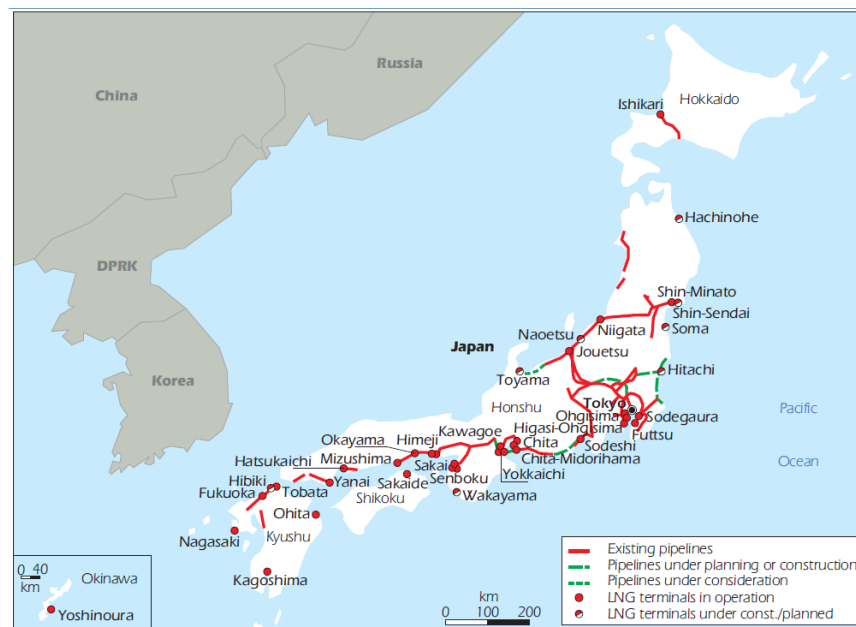 Russia
China
Ishikari
Hokkaido
Hachinohe
DPRK
Shin-Minato
Shin-Sendai
Soma
Niigata
Naoetsu
Jouetsu
Japan
Hitachi
Toyama
Korea
Honshu
Tokyo
Ohgisima
Sodegaura
Pacific
Higasi-Ohgisima
Futtsu
Kawagoe
Okayama
Himeji
Chita
Sodeshi
Hatsukaichi
Mizushima
Sakai
Chita-Midorihama
Ocean
Hibiki
Yanai
Sakaide
Senboku
Yokkaichi
Fukuoka
Tobata
Shikoku
Wakayama
Ohita
Nagasaki
Kyushu
Kagoshima
0 40
km
Okinawa
Yoshinoura
km
0 100 200
Existing pipelines
Pipelines under planning or construction
Pipelines under consideration
LNG terminals in operation
LNG terminals under const./planned